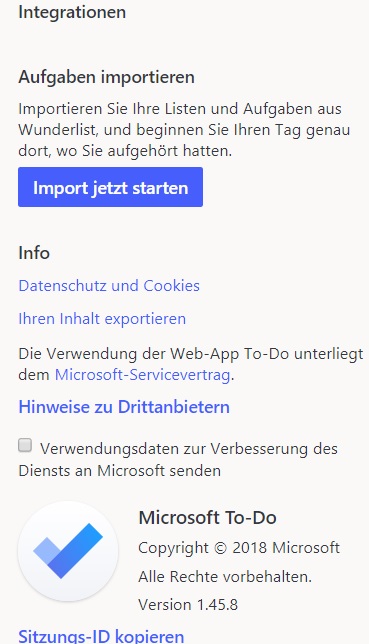 Integrationen
Aufgaben importieren
Importieren Sie Ihre Listen und Aufgaben aus
Wunderlist, und beginnen Sie Ihren Tag genau
dort, wo Sie aufgehört hatten.
Import jetzt starten
Info
Datenschutz und Cookies
Ihren Inhalt exportieren
Die Verwendung der Web-App To-Do unterliegt
dem Microsoft-Servicevertrag.
Hinweise zu Drittanbietern
Verwendungsdaten zur Verbesserung des
Diensts an Microsoft senden
Microsoft To-Do
Copyright © 2018 Microsoft
Alle Rechte vorbehalten.
Version 1.45.8
Sitzungs-ID kopieren